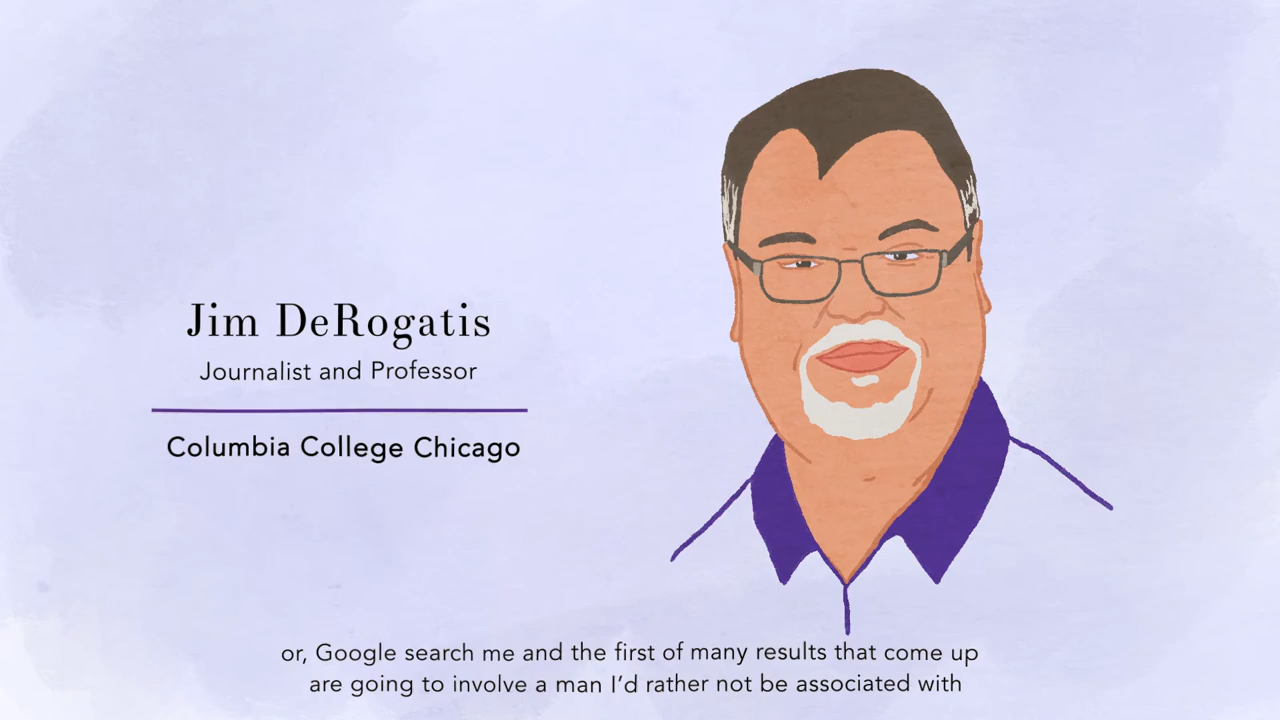 Jim DeRogatis
Journalist and Professor
Columbia College Chicago
or, Google search me and the first of many results that come up
are going to involve a man I'd rather not be associated with